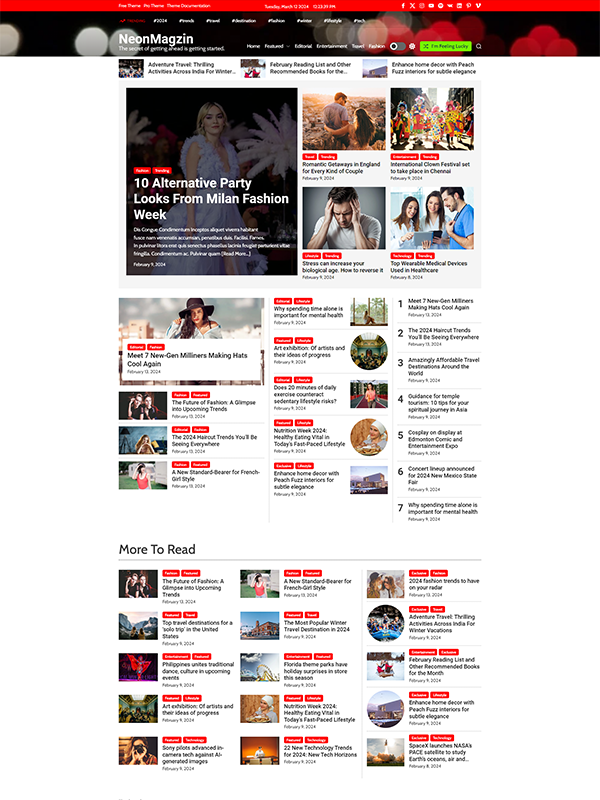 Free Theme Pro Theme Theme Documentation
Tuesday, March 12 2024 12:23:39 PM
#2024 #trends #travel #destination #fashion #winter #lifestyle #tech
NeonMagzin
The secret of getting ahead is getting started.
Home Featured Editorial Entertainment Travel Fashion
I'm Feeling Lucky
Adventure Travel: Thrilling
Activities Across India For Winter...
February Reading List and Other
Recommended Books for the...
Enhance home decor with Peach
Fuzz interiors for subtle elegance
Fashion Trending
10 Alternative Party
Looks From Milan Fashion
Week
Dis Congue Condimentum Inceptos aliquet viverra habitant
fusce nam venenatis accumsan, penatibus duis. Facilisi. Fames.
In pulvinar litora erat quis senectus phasellus lacinia feugiat parturient vitae
fringilla. Condimentum ac. Pulvinar quam [Read More...]
February 9, 2024
Travel Trending
Romantic Getaways in England
for Every Kind of Couple
February 9, 2024
Entertainment Trending
International Clown Festival set
to take place in Chennai
February 9, 2024
Lifestyle Trending
Stress can increase your
biological age. How to reverse it
February 9, 2024
Technology Trending
Top Wearable Medical Devices
Used in Healthcare
February 8, 2024
Editorial Fashion
Meet 7 New-Gen Milliners Making Hats
Cool Again
February 13, 2024
Fashion Featured
The Future of Fashion: A Glimpse
into Upcoming Trends
February 13, 2024
Editorial Fashion
The 2024 Haircut Trends You'll Be
Seeing Everywhere
February 13, 2024
Fashion Featured
A New Standard-Bearer for French-
Girl Style
February 13, 2024
Editorial Lifestyle
Why spending time alone is
important for mental health
February 9, 2024
Featured Lifestyle
Art exhibition: Of artists and
their ideas of progress
February 9, 2024
Editorial Lifestyle
Does 20 minutes of daily
exercise counteract
sedentary lifestyle risks?
February 9, 2024
Featured Lifestyle
Nutrition Week 2024:
Healthy Eating Vital in
Today's Fast-Paced Lifestyle
February 9, 2024
Exclusive Lifestyle
Enhance home decor with
Peach Fuzz interiors for
subtle elegance
February 9, 2024
1 Meet 7 New-Gen Milliners
Making Hats Cool Again
February 13, 2024
2 The 2024 Haircut Trends
You'll Be Seeing Everywhere
February 13, 2024
3 Amazingly Affordable Travel
Destinations Around the
World
February 9, 2024
4 Guidance for temple
tourism: 10 tips for your
spiritual journey in Asia
February 9, 2024
5 Cosplay on display at
Edmonton Comic and
Entertainment Expo
February 9, 2024
6 Concert lineup announced
for 2024 New Mexico State
Fair
February 9, 2024
7 Why spending time alone is
important for mental health
February 9, 2024
More To Read
Fashion Featured
The Future of Fashion: A
Glimpse into Upcoming
Trends
February 13, 2024
Featured Travel
Top travel destinations for a
'solo trip' in the United
States
February 9, 2024
Entertainment Featured
Philippines unites traditional
dance, culture in upcoming
events
February 9, 2024
Featured Lifestyle
Art exhibition: Of artists and
their ideas of progress
February 9, 2024
Featured Technology
Sony pilots advanced in-
camera tech against AI-
generated images
February 9, 2024
Fashion Featured
A New Standard-Bearer for
French-Girl Style
February 13, 2024
Featured Travel
The Most Popular Winter
Travel Destination in 2024
February 9, 2024
Entertainment Featured
Florida theme parks have
holiday surprises in store
this season
February 9, 2024
Featured Lifestyle
Nutrition Week 2024:
Healthy Eating Vital in
Today's Fast-Paced Lifestyle
February 9, 2024
Featured Technology
22 New Technology Trends
for 2024: New Tech Horizons
February 9, 2024
Exclusive Fashion
2024 fashion trends to have
on your radar
February 13, 2024
Exclusive Travel
Adventure Travel: Thrilling
Activities Across India For
Winter Vacations
February 9, 2024
Entertainment Exclusive
February Reading List and
Other Recommended Books
for the Month
February 9, 2024
Exclusive Lifestyle
Enhance home decor with
Peach Fuzz interiors for
subtle elegance
February 9, 2024
Exclusive Technology
SpaceX launches NASA's
PACE satellite to study
Earth's oceans, air and...
February 8, 2024